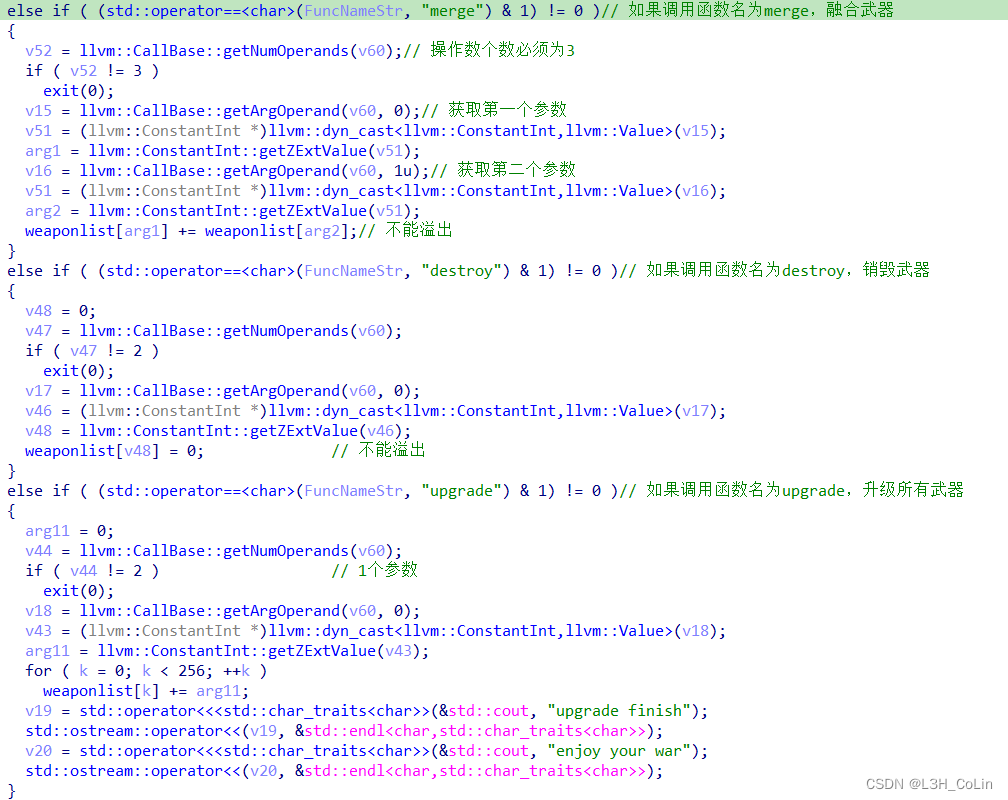 else if ( (std::operator==<char>(FuncNameStr, "merge") & 1) != 0 )// 如果调用函数名为merge，融合武器
{
  v52 = llvm::CallBase::getNumOperands(v60);// 操作数个数必须为3
  if ( v52 != 3 )
    exit(0);
  v15 = llvm::CallBase::getArgOperand(v60, 0);// 获取第一个参数
  v51 = (llvm::ConstantInt *)llvm::dyn_cast<llvm::ConstantInt,llvm::Value>(v15);
  arg1 = llvm::ConstantInt::getZExtValue(v51);
  v16 = llvm::CallBase::getArgOperand(v60, 1u);// 获取第二个参数
  v51 = (llvm::ConstantInt *)llvm::dyn_cast<llvm::ConstantInt,llvm::Value>(v16);
  arg2 = llvm::ConstantInt::getZExtValue(v51);
  weaponlist[arg1] += weaponlist[arg2];// 不能溢出
}
else if ( (std::operator==<char>(FuncNameStr, "destroy") & 1) != 0 )// 如果调用函数名为destroy，销毁武器
{
  v48 = 0;
  v47 = llvm::CallBase::getNumOperands(v60);
  if ( v47 != 2 )
    exit(0);
  v17 = llvm::CallBase::getArgOperand(v60, 0);
  v46 = (llvm::ConstantInt *)llvm::dyn_cast<llvm::ConstantInt,llvm::Value>(v17);
  v48 = llvm::ConstantInt::getZExtValue(v46);
  weaponlist[v48] = 0;              // 不能溢出
}
else if ( (std::operator==<char>(FuncNameStr, "upgrade") & 1) != 0 )// 如果调用函数名为upgrade，升级所有武器
{
  arg11 = 0;
  v44 = llvm::CallBase::getNumOperands(v60);
  if ( v44 != 2 )                   // 1个参数
    exit(0);
  v18 = llvm::CallBase::getArgOperand(v60, 0);
  v43 = (llvm::ConstantInt *)llvm::dyn_cast<llvm::ConstantInt,llvm::Value>(v18);
  arg11 = llvm::ConstantInt::getZExtValue(v43);
  for ( k = 0; k < 256; ++k )
    weaponlist[k] += arg11;
  v19 = std::operator<<<std::char_traits<char>>(&std::cout, "upgrade finish");
  std::ostream::operator<<(v19, &std::endl<char,std::char_traits<char>>);
  v20 = std::operator<<<std::char_traits<char>>(&std::cout, "enjoy your war");
  std::ostream::operator<<(v20, &std::endl<char,std::char_traits<char>>);
}
CSDN @L3H_CoLin